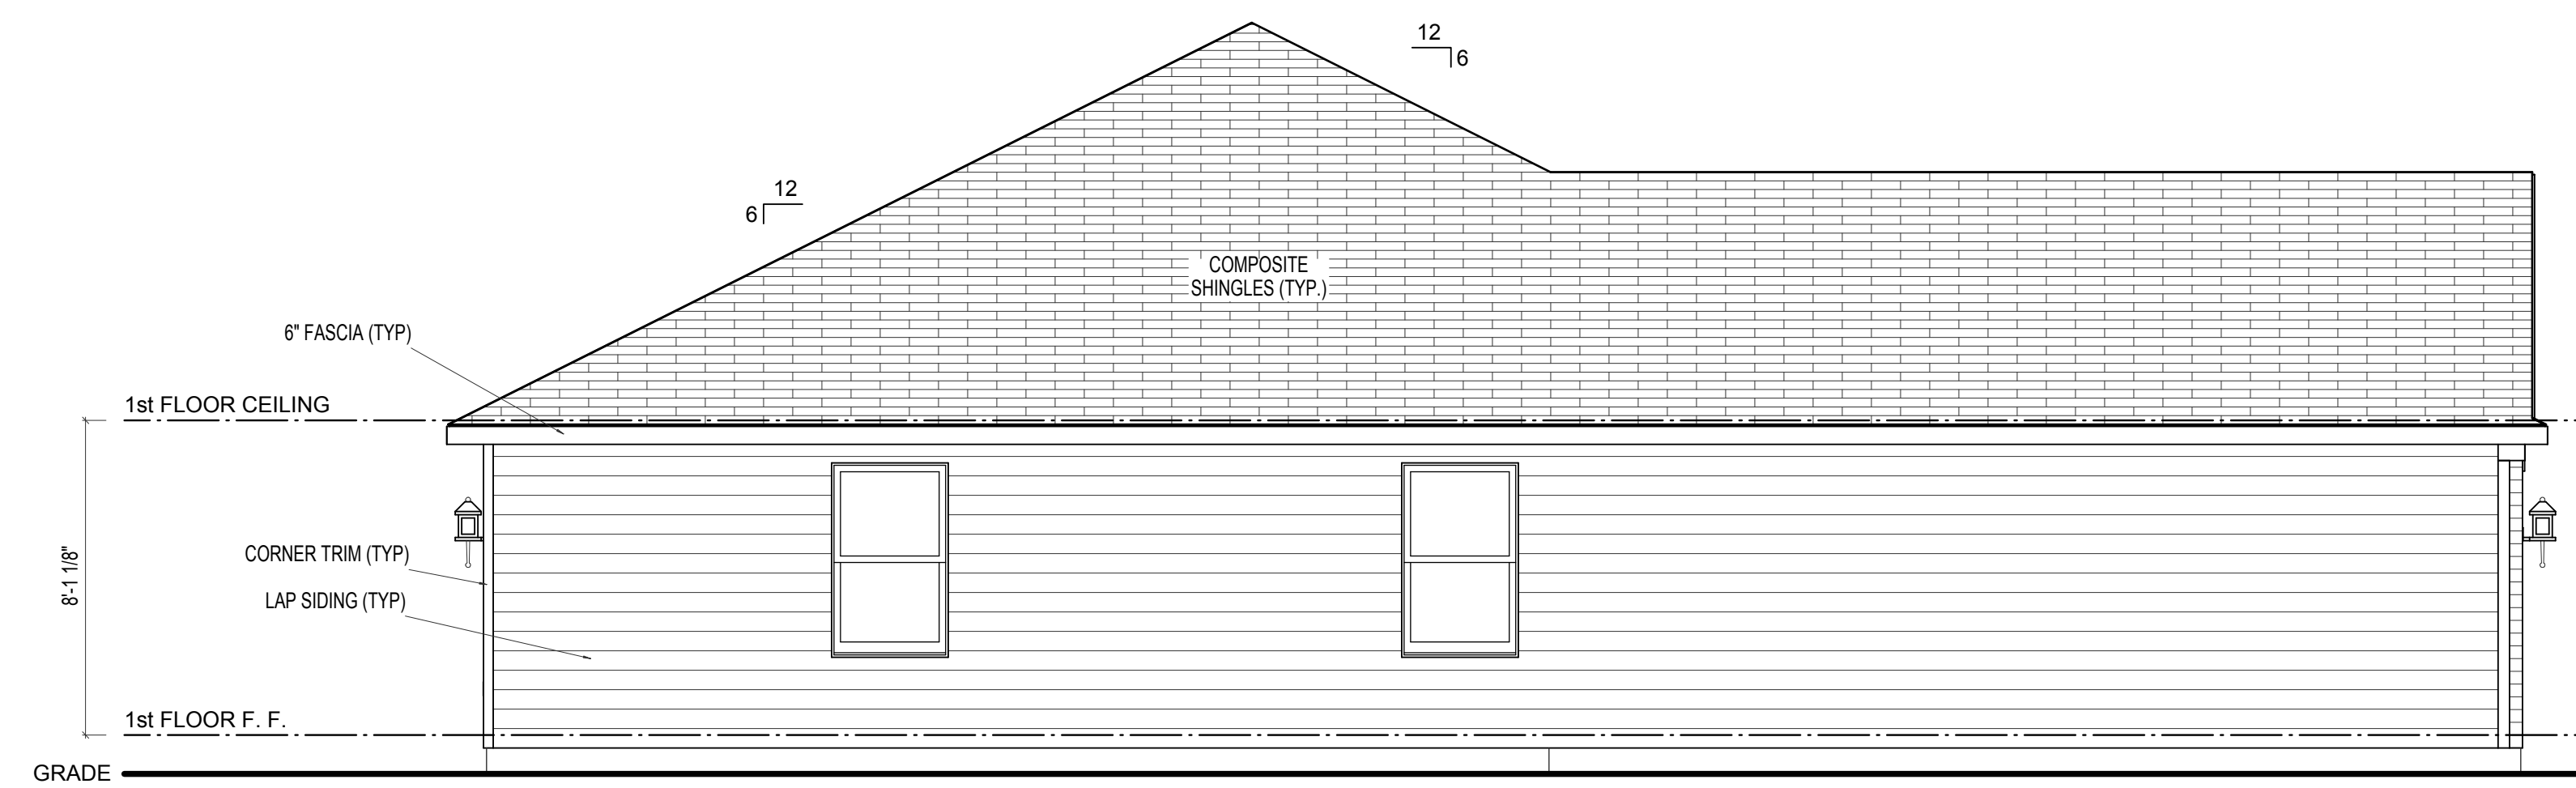 12
6
12
6
COMPOSITE
SHINGLES (TYP.)
6" FASCIA (TYP)
1st FLOOR CEILING
8'-1 1/8"
CORNER TRIM (TYP)
LAP SIDING (TYP)
1st FLOOR F. F.
GRADE